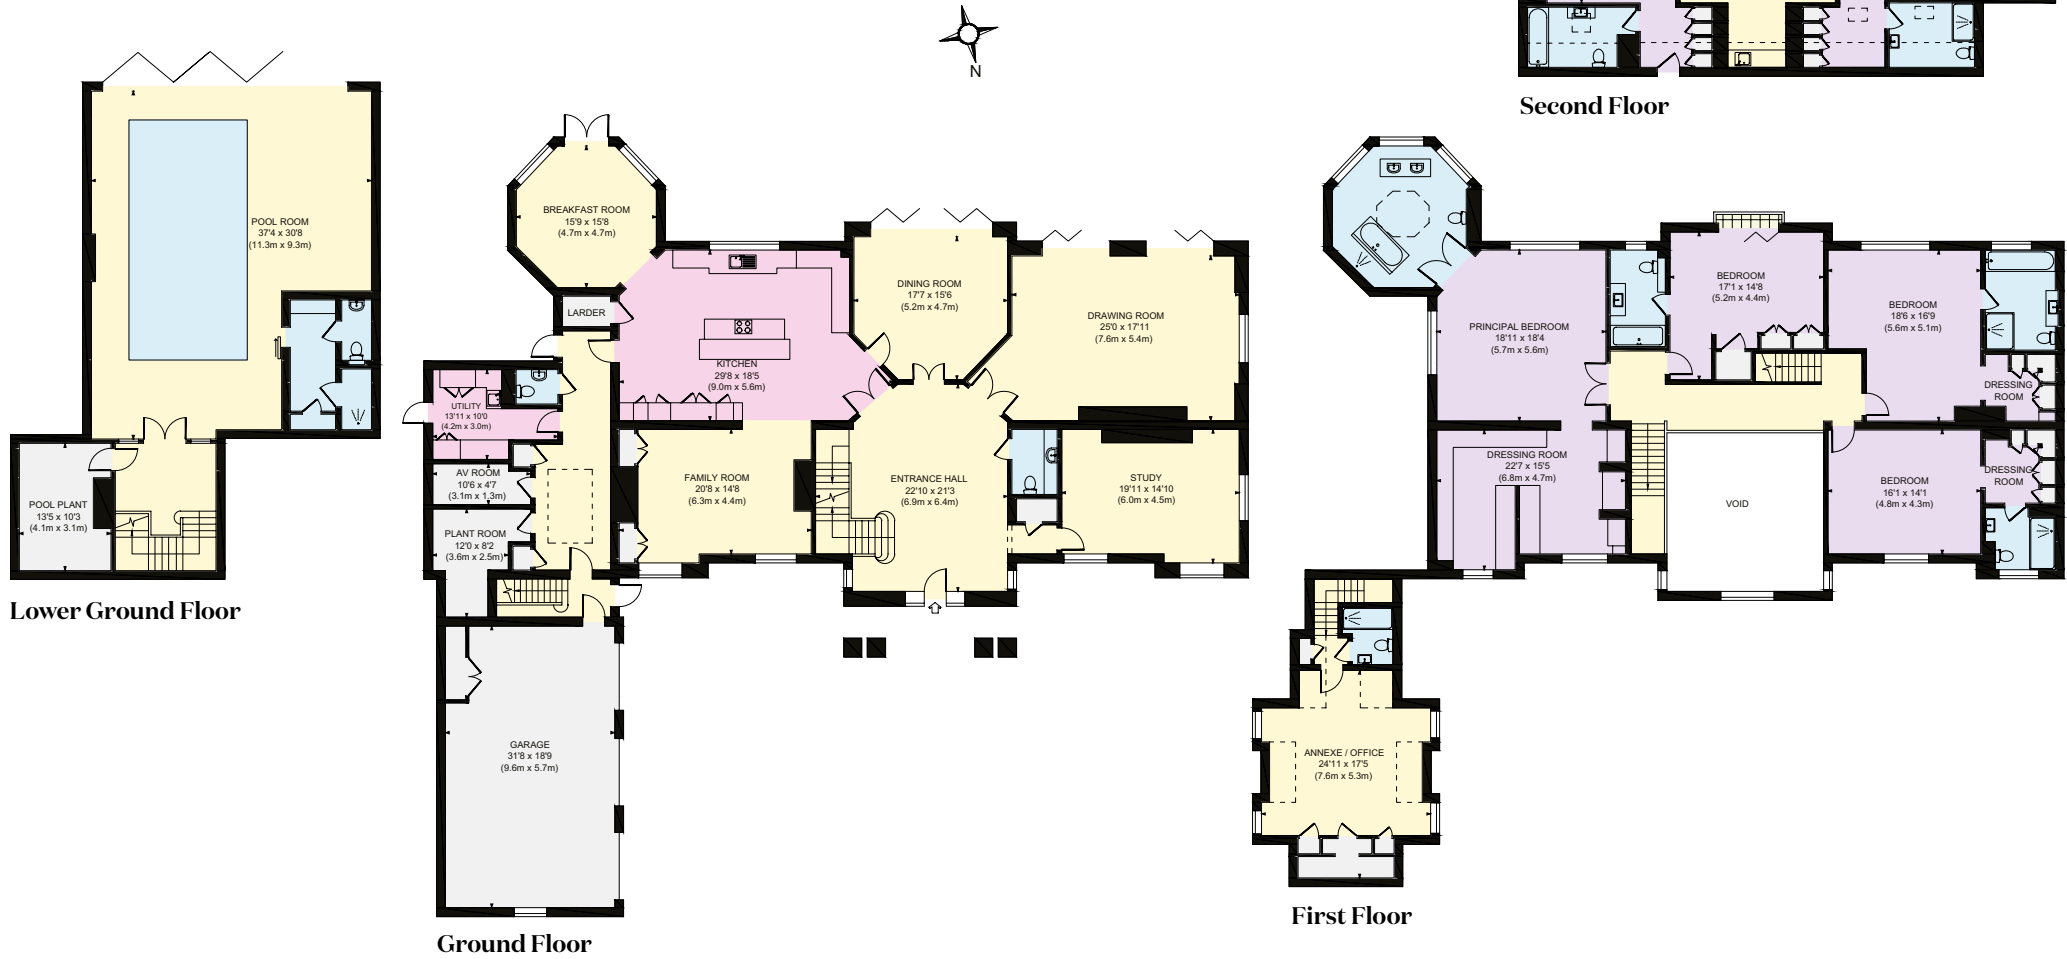 N
Second Floor
POOL ROOM
37'4 x 30'8
(11.3m x 9.3m)
POOL PLANT
13'5 x 10'3
(4.1m x 3.1m)
Lower Ground Floor
BREAKFAST ROOM
15'9 x 15'8
(4.7m x 4.7m)
LARDER
KITCHEN
29'8 x 18'5
(9.0m x 5.6m)
DINING ROOM
17'7 x 15'6
(5.2m x 4.7m)
DRAWING ROOM
25'0 x 17'11
(7.6m x 5.4m)
UTILITY
13'11 x 10'0
(4.2m x 3.0m)
AV ROOM
10'6 x 4'7
(3.1m x 1.3m)
PLANT ROOM
12'0 x 8'2
(3.6m x 2.5m)
FAMILY ROOM
20'8 x 14'8
(6.3m x 4.4m)
ENTRANCE HALL
22'10 x 21'3
(6.9m x 6.4m)
STUDY
19'11 x 14'10
(6.0m x 4.5m)
GARAGE
31'8 x 18'9
(9.6m x 5.7m)
Ground Floor
PRINCIPAL BEDROOM
18'11 x 18'4
(5.7m x 5.6m)
BEDROOM
17'1 x 14'8
(5.2m x 4.4m)
BEDROOM
18'6 x 16'9
(5.6m x 5.1m)
DRESSING
ROOM
DRESSING ROOM
22'7 x 15'5
(6.8m x 4.7m)
VOID
BEDROOM
16'1 x 14'1
(4.8m x 4.3m)
DRESSING
ROOM
ANNEXE / OFFICE
24'11 x 17'5
(7.6m x 5.3m)
First Floor